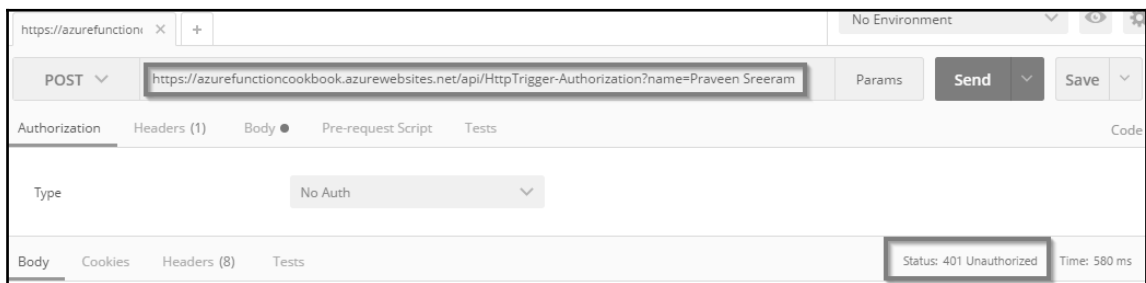 No Environment
https://azurefunction
POST https://azurefunctioncookbook.azurewebsites.net/api/HttpTrigger-Authorization?name=Praveen Sreeram Params Send Save
Authorization Headers (1) Body Pre-request Script Tests Code
Type No Auth
Body Cookies Headers (8) Tests Status: 401 Unauthorized Time: 580 ms